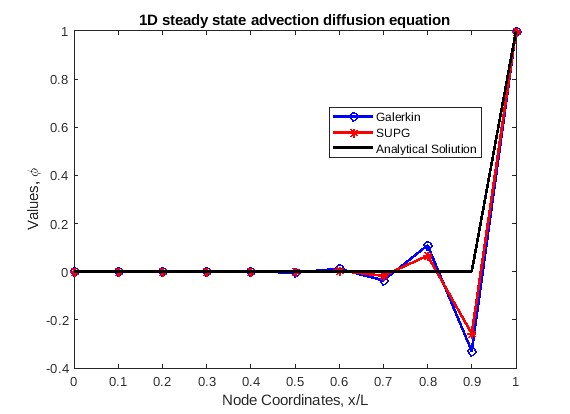 1D steady state advection diffusion equation
1
0.8
0.6
0.4
0.2
0
-0.2
-0.4
Values, ϕ
Galerkin
SUPG
Analytical Soliution
0 0.1 0.2 0.3 0.4 0.5 0.6 0.7 0.8 0.9 1
Node Coordinates, x/L